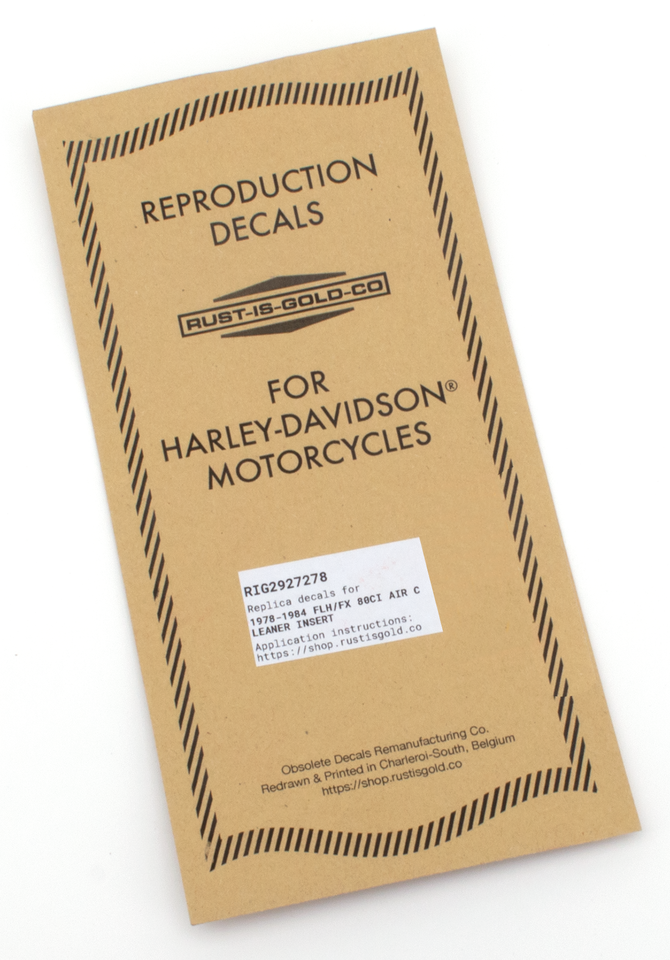 REPRODUCTION
DECALS
RUST-IS-GOLD-CO
FOR
HARLEY-DAVIDSON®
MOTORCYCLES
RIG2927278
Replica decals for
1978-1984 FLH/FX 80CI AIR C
LEANER INSERT
Application instructions:
https://shop.rustisgold.co
Obsolete Decals Remanufacturing Co.
Redrawn & Printed in Charleroi-South, Belgium
https://shop.rustisgold.co